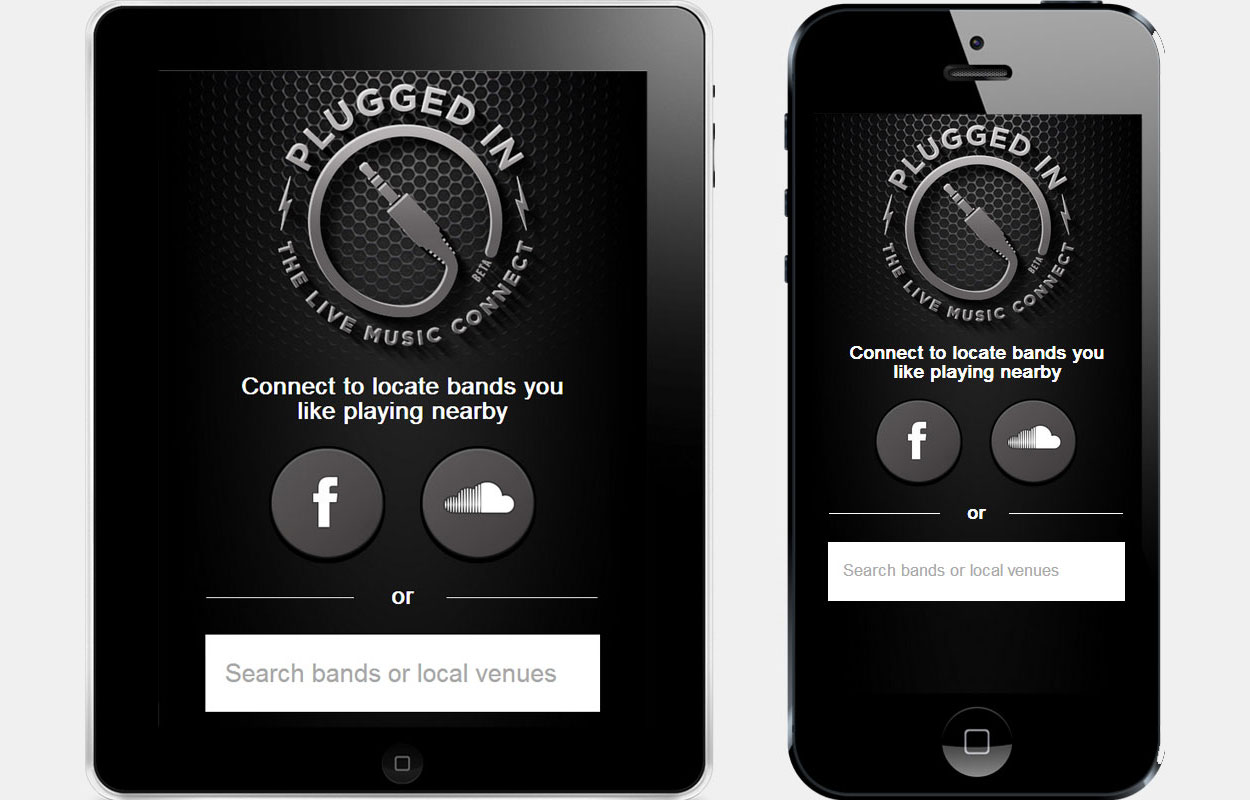 PLUGGED IN
BETA
THE LIVE MUSIC CONNECT
Connect to locate bands you
like playing nearby
f
or
Search bands or local venues
PLUGGED IN
BETA
THE LIVE MUSIC CONNECT
Connect to locate bands you
like playing nearby
f
or
Search bands or local venues